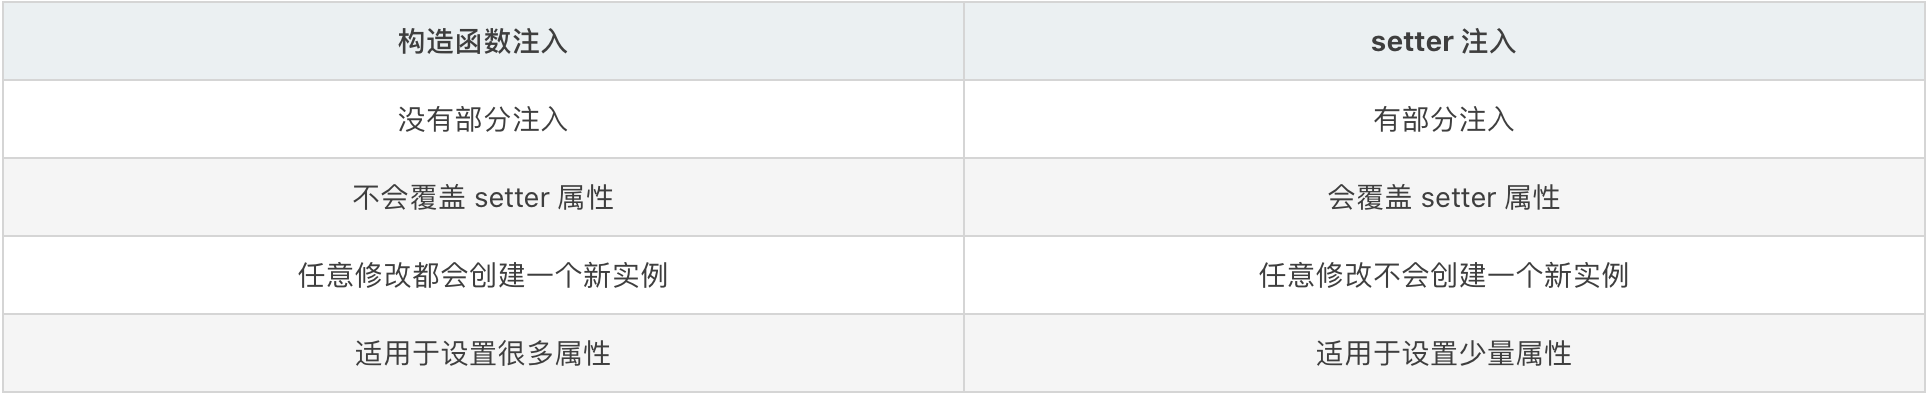 构造函数注入 setter 注入
没有部分注入 有部分注入
不会覆盖 setter 属性 会覆盖 setter 属性
任意修改都会创建一个新实例 任意修改不会创建一个新实例
适用于设置很多属性 适用于设置少量属性